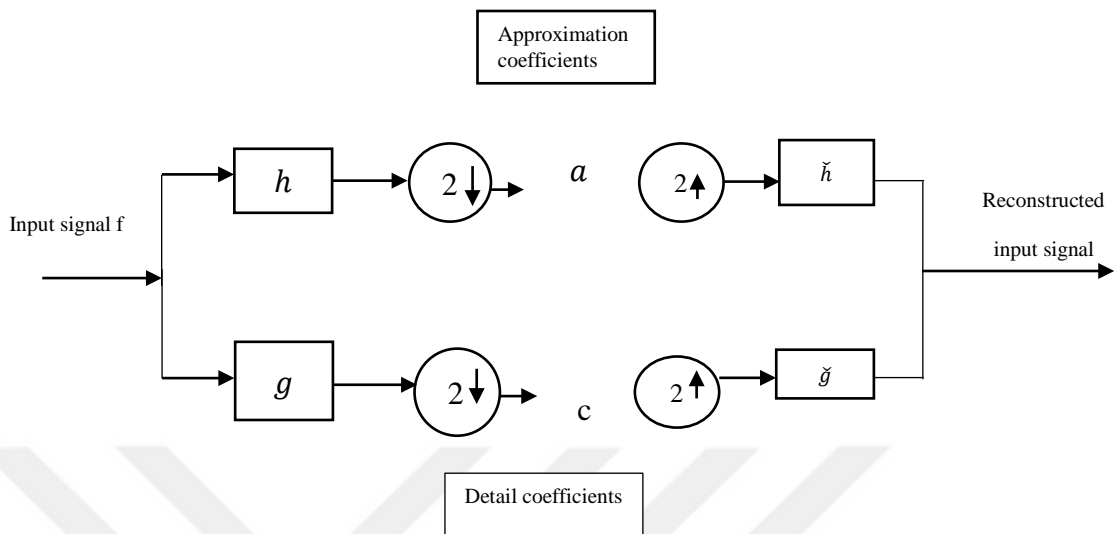 Approximation
coefficients
h
2↓
a
2↑
ȟ
Input signal f
Reconstructed
input signal
g
2↓
c
2↑
ǧ
Detail coefficients